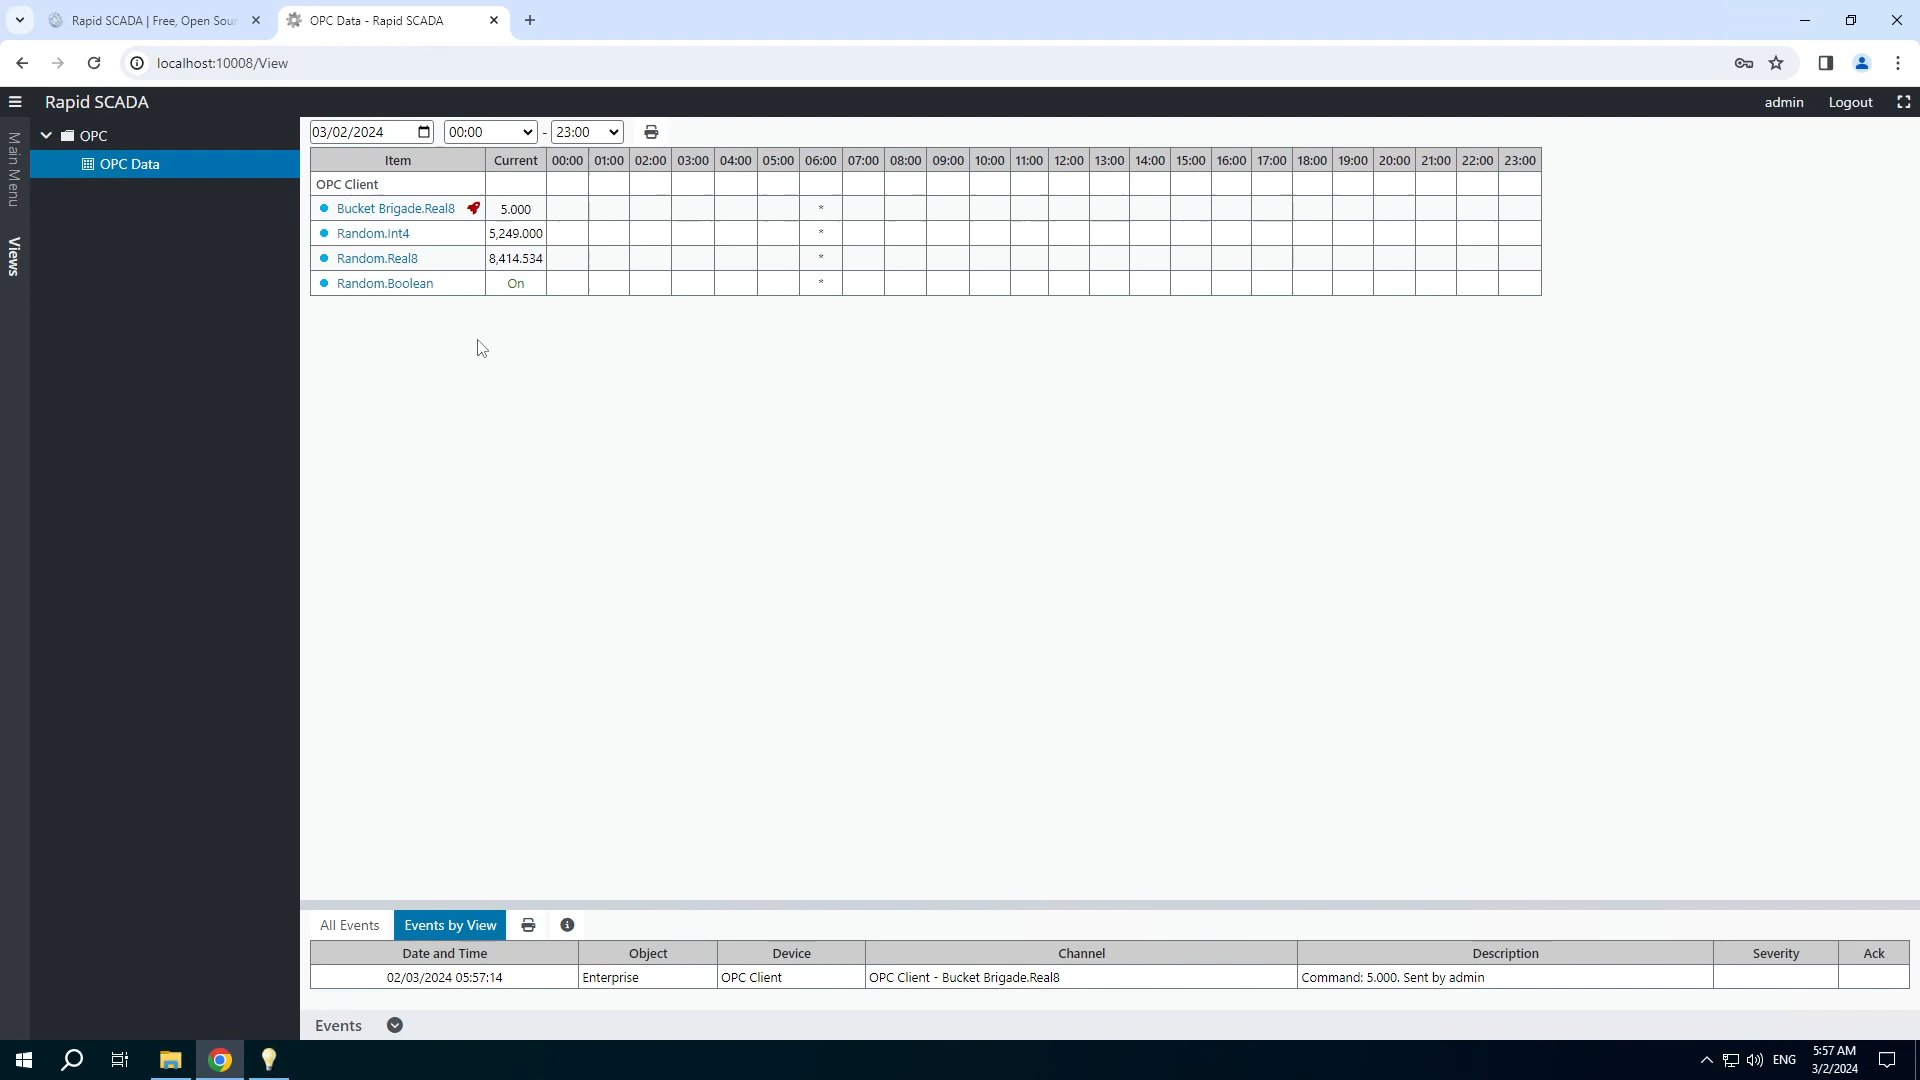 Rapid SCADA | Free, Open Sour
OPC Data - Rapid SCADA
localhost:10008/View
Rapid SCADA
admin
Logout
Main Menu
Views
OPC
OPC Data
03/02/2024
00:00
-
23:00
Item
Current
00:00
01:00
02:00
03:00
04:00
05:00
06:00
07:00
08:00
09:00
10:00
11:00
12:00
13:00
14:00
15:00
16:00
17:00
18:00
19:00
20:00
21:00
22:00
23:00
OPC Client
Bucket Brigade.Real8
5.000
*
Random.Int4
5,249.000
*
Random.Real8
8,414.534
*
Random.Boolean
On
*
All Events
Events by View
Date and Time
Object
Device
Channel
Description
Severity
Ack
02/03/2024 05:57:14
Enterprise
OPC Client
OPC Client - Bucket Brigade.Real8
Command: 5.000. Sent by admin
Events
ENG
5:57 AM
3/2/2024